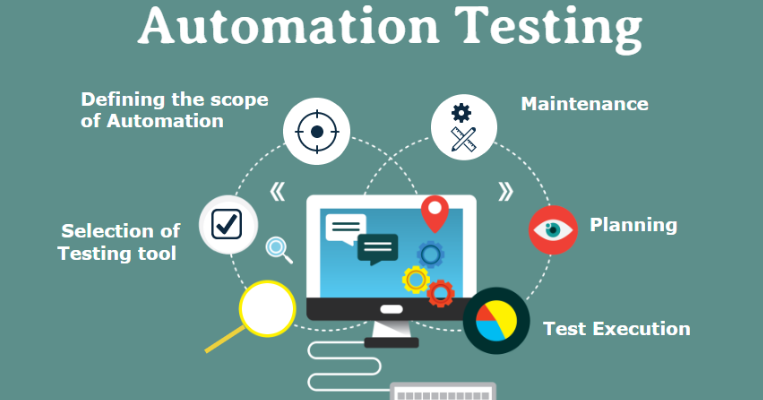 Automation Testing
Defining the scope
of Automation
Maintenance
Selection of
Testing tool
Planning
Test Execution